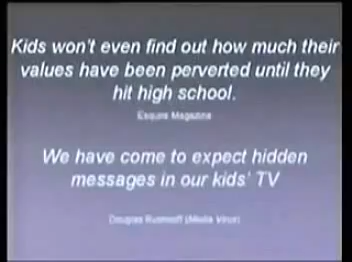 Kids won't even find out how much their
values have been perverted until they
hit high school.
Esquire Magazine
We have come to expect hidden
messages in our kids' TV
Douglas Rushkoff (Media Virus)